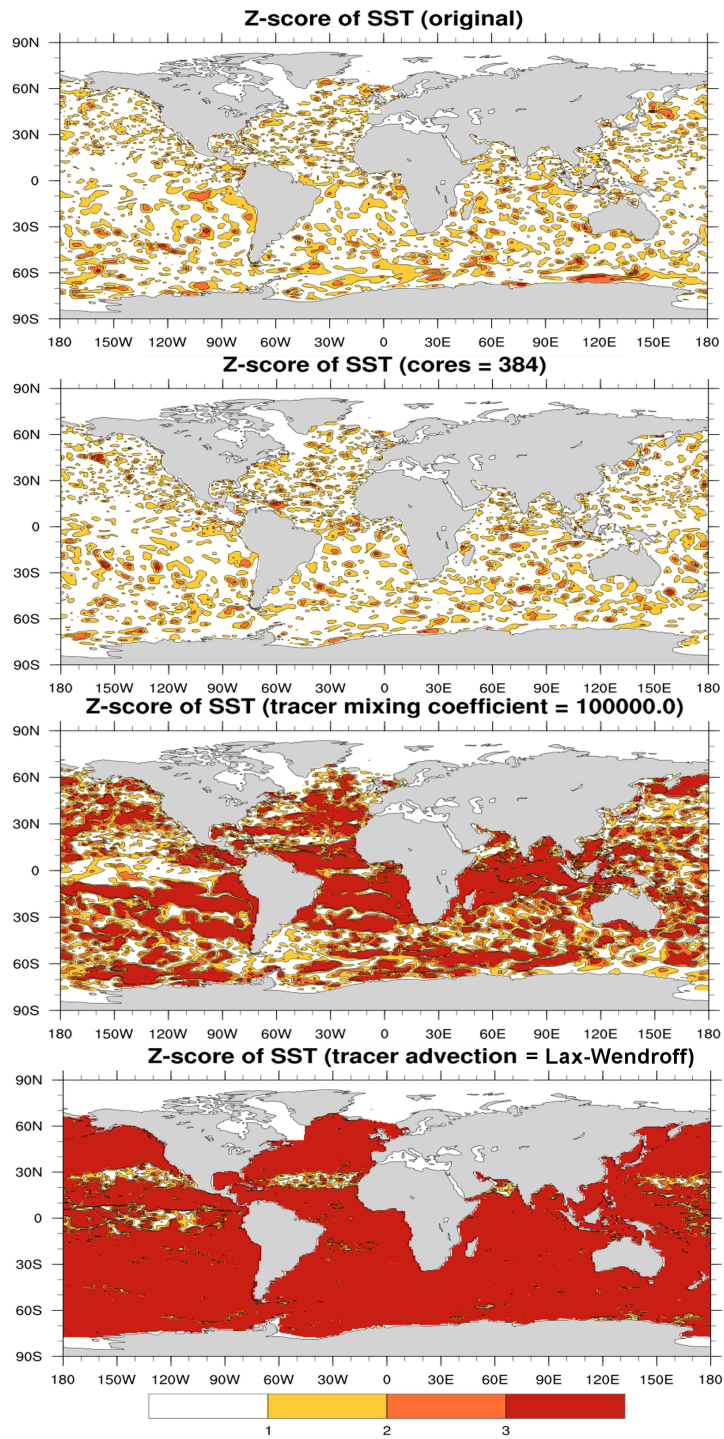 Z-score of SST (original)
90N
60N
30N
0
30S
60S
90S
180 150W 120W 90W 60W 30W 0 30E 60E 90E 120E 150E 180
Z-score of SST (cores = 384)
90N
60N
30N
0
30S
60S
90S
180 150W 120W 90W 60W 30W 0 30E 60E 90E 120E 150E 180
Z-score of SST (tracer mixing coefficient = 100000.0)
90N
60N
30N
0
30S
60S
90S
180 150W 120W 90W 60W 30W 0 30E 60E 90E 120E 150E 180
Z-score of SST (tracer advection = Lax-Wendroff)
90N
60N
30N
0
30S
60S
90S
180 150W 120W 90W 60W 30W 0 30E 60E 90E 120E 150E 180
1 2 3